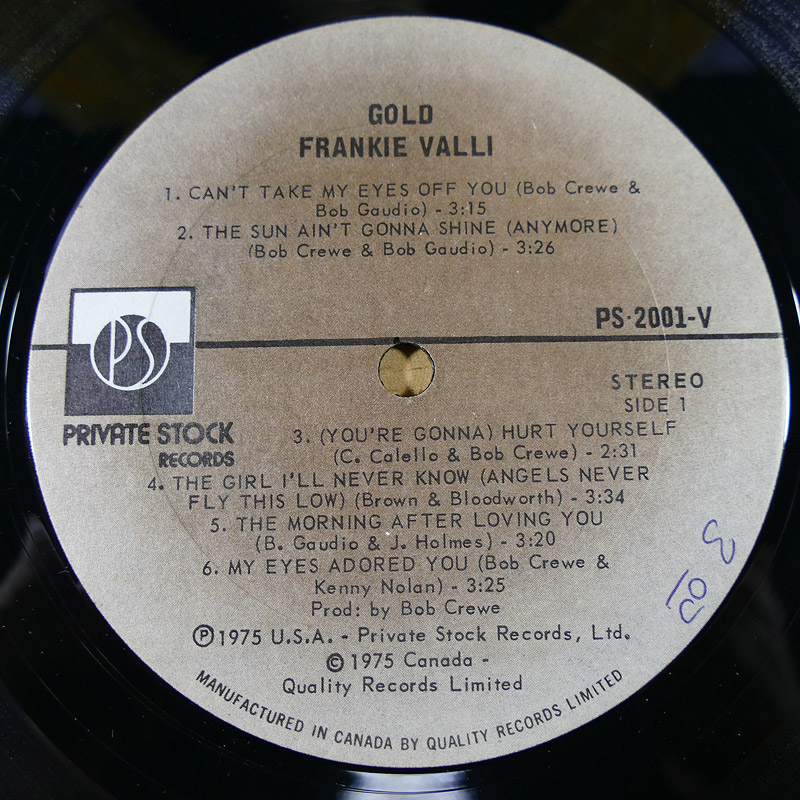 GOLD
FRANKIE VALLI
1. CAN'T TAKE MY EYES OFF YOU (Bob Crewe &
Bob Gaudio) - 3:15
2. THE SUN AIN'T GONNA SHINE (ANYMORE)
(Bob Crewe & Bob Gaudio) - 3:26
PS
PRIVATE STOCK
RECORDS
PS-2001-V
STEREO
SIDE 1
3. (YOU'RE GONNA) HURT YOURSELF
(C. Calello & Bob Crewe) - 2:31
4. THE GIRL I'LL NEVER KNOW (ANGELS NEVER
FLY THIS LOW) (Brown & Bloodworth) - 3:34
5. THE MORNING AFTER LOVING YOU
(B. Gaudio & J. Holmes) - 3:20
6. MY EYES ADORED YOU (Bob Crewe &
Kenny Nolan) - 3:25
Prod: by Bob Crewe
Ⓟ 1975 U.S.A. - Private Stock Records, Ltd.
© 1975 Canada -
Quality Records Limited
MANUFACTURED IN CANADA BY QUALITY RECORDS LIMITED